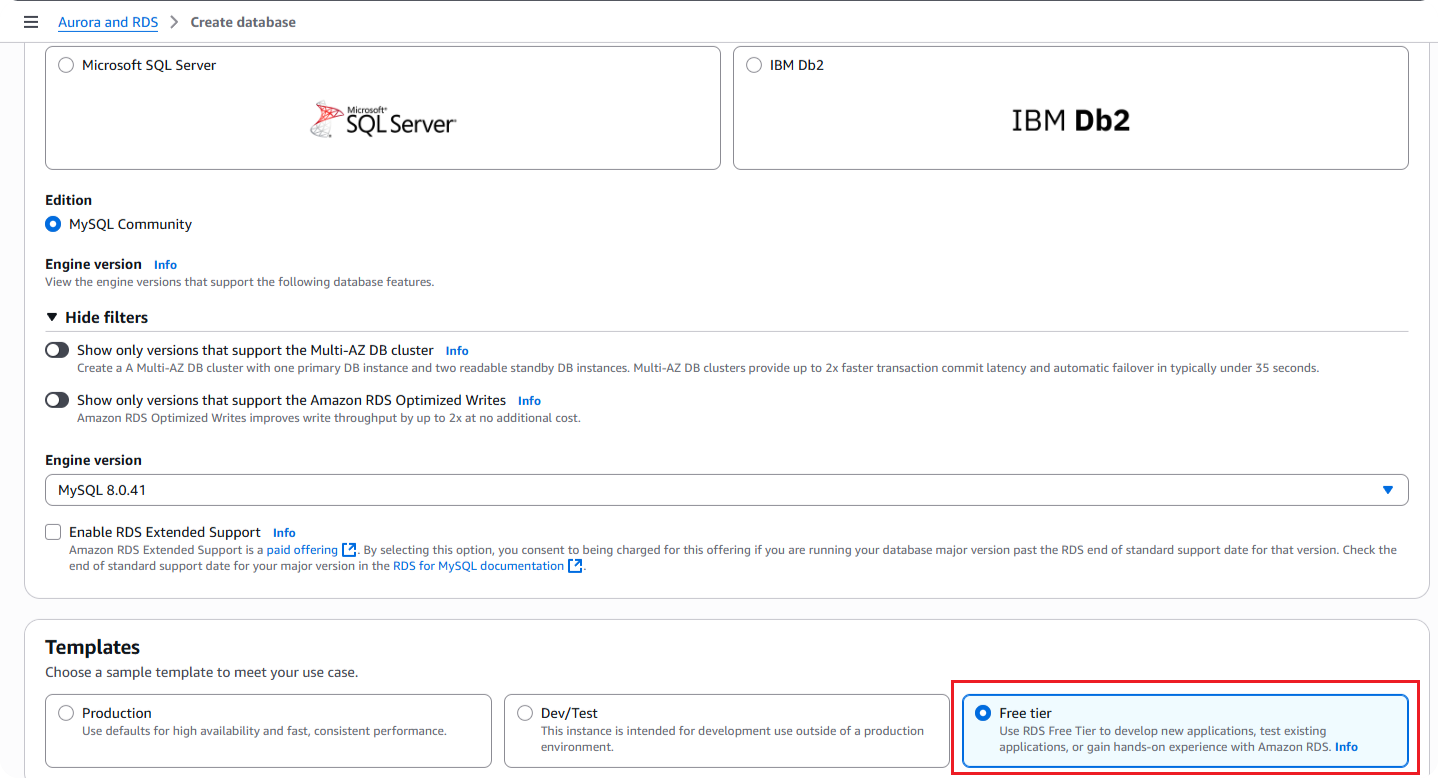 Aurora and RDS > Create database
Microsoft SQL Server
IBM Db2
Microsoft®
SQL Server
IBM Db2
Edition
MySQL Community
Engine version Info
View the engine versions that support the following database features.
Hide filters
Show only versions that support the Multi-AZ DB cluster Info
Create a A Multi-AZ DB cluster with one primary DB instance and two readable standby DB instances. Multi-AZ DB clusters provide up to 2x faster transaction commit latency and automatic failover in typically under 35 seconds.
Show only versions that support the Amazon RDS Optimized Writes Info
Amazon RDS Optimized Writes improves write throughput by up to 2x at no additional cost.
Engine version
MySQL 8.0.41
Enable RDS Extended Support Info
Amazon RDS Extended Support is a paid offering. By selecting this option, you consent to being charged for this offering if you are running your database major version past the RDS end of standard support date for that version. Check the
end of standard support date for your major version in the RDS for MySQL documentation.
Templates
Choose a sample template to meet your use case.
Production
Use defaults for high availability and fast, consistent performance.
Dev/Test
This instance is intended for development use outside of a production
environment.
Free tier
Use RDS Free Tier to develop new applications, test existing
applications, or gain hands-on experience with Amazon RDS. Info